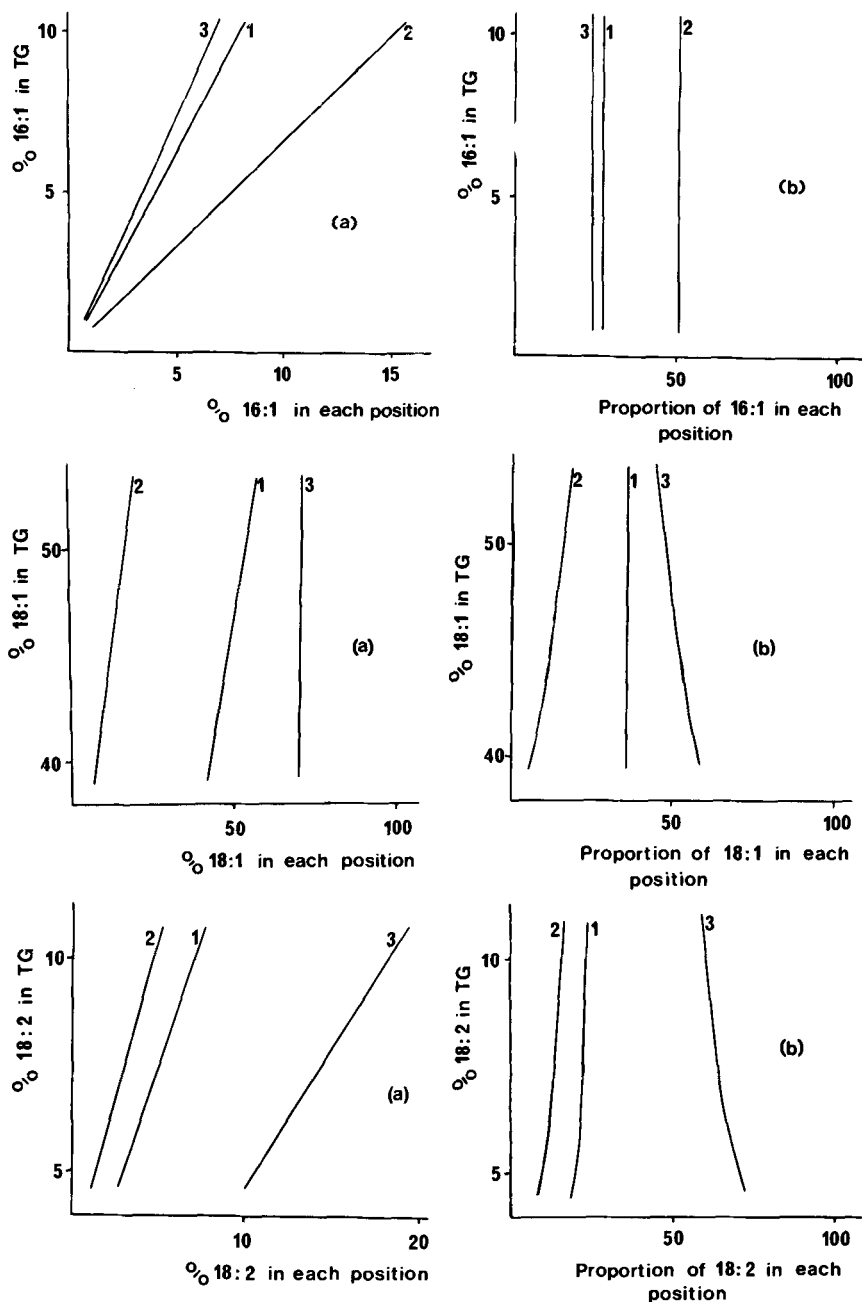 10
5
% 16:1 in TG
3 1 2
(a)
5 10 15
% 16:1 in each position
10
5
% 16:1 in TG
3 1 2
(b)
50 100
Proportion of 16:1 in each
position
50
40
% 18:1 in TG
2 1 3
(a)
50 100
% 18:1 in each position
50
40
% 18:1 in TG
2 1 3
(b)
50 100
Proportion of 18:1 in each
position
10
5
% 18:2 in TG
2 1 3
(a)
10 20
% 18:2 in each position
10
5
% 18:2 in TG
2 1 3
(b)
50 100
Proportion of 18:2 in each
position